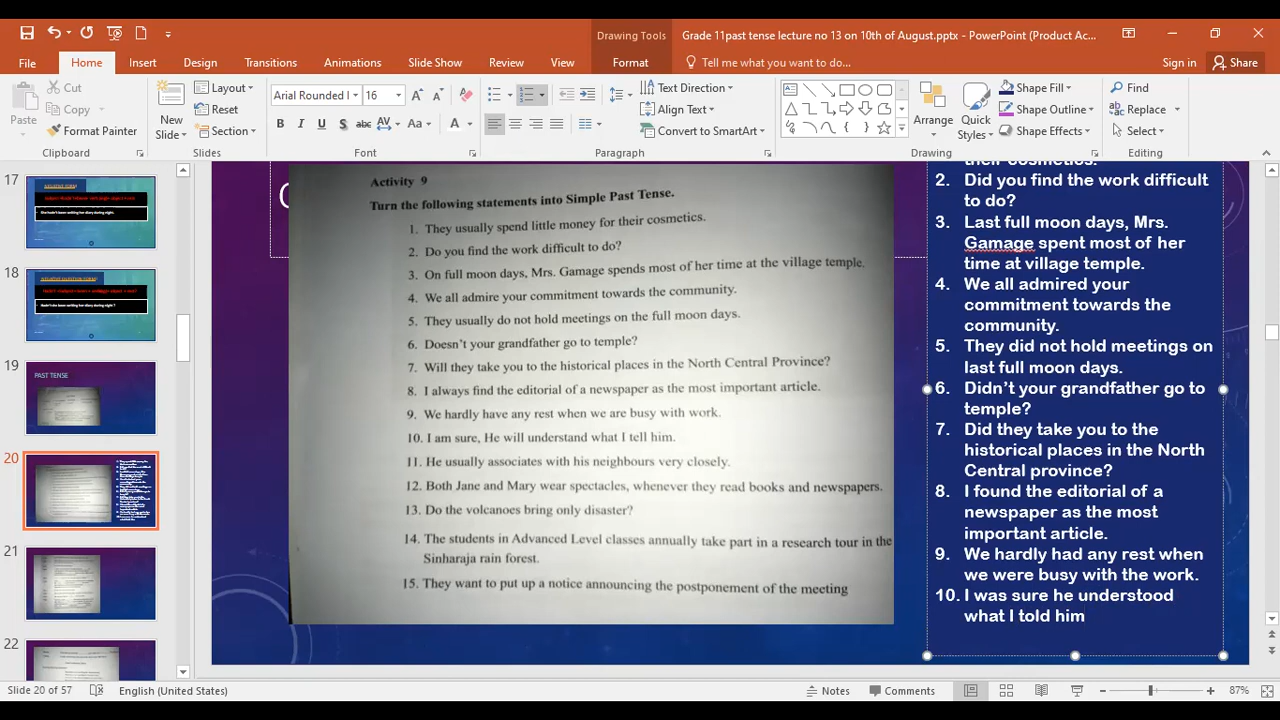 Drawing Tools
Grade 11past tense lecture no 13 on 10th of August.pptx - PowerPoint (Product Ac...
File Home Insert Design Transitions Animations Slide Show Review View Format Tell me what you want to do... Sign in Share
Paste
Cut
Copy
Format Painter
Clipboard
New Slide
Layout
Reset
Section
Slides
Arial Rounded 16
B I U S abc AV Aa A
Font
Text Direction
Align Text
Convert to SmartArt
Paragraph
Arrange
Quick Styles
Shape Fill
Shape Outline
Shape Effects
Drawing
Find
Replace
Select
Editing
17
18
19
PAST TENSE
20
21
22
Activity 9
Turn the following statements into Simple Past Tense.
1. They usually spend little money for their cosmetics.
2. Do you find the work difficult to do?
3. On full moon days, Mrs. Gamage spends most of her time at the village temple.
4. We all admire your commitment towards the community.
5. They usually do not hold meetings on the full moon days.
6. Doesn't your grandfather go to temple?
7. Will they take you to the historical places in the North Central Province?
8. I always find the editorial of a newspaper as the most important article.
9. We hardly have any rest when we are busy with work.
10. I am sure, He will understand what I tell him.
11. He usually associates with his neighbours very closely.
12. Both Jane and Mary wear spectacles, whenever they read books and newspapers.
13. Do the volcanoes bring only disaster?
14. The students in Advanced Level classes annually take part in a research tour in the
Sinharaja rain forest.
15. They want to put up a notice announcing the postponement of the meeting
their cosmetics.
2. Did you find the work difficult
to do?
3. Last full moon days, Mrs.
Gamage spent most of her
time at village temple.
4. We all admired your
commitment towards the
community.
5. They did not hold meetings on
last full moon days.
6. Didn't your grandfather go to
temple?
7. Did they take you to the
historical places in the North
Central province?
8. I found the editorial of a
newspaper as the most
important article.
9. We hardly had any rest when
we were busy with the work.
10. I was sure he understood
what I told him
Slide 20 of 57 English (United States) Notes Comments 87%